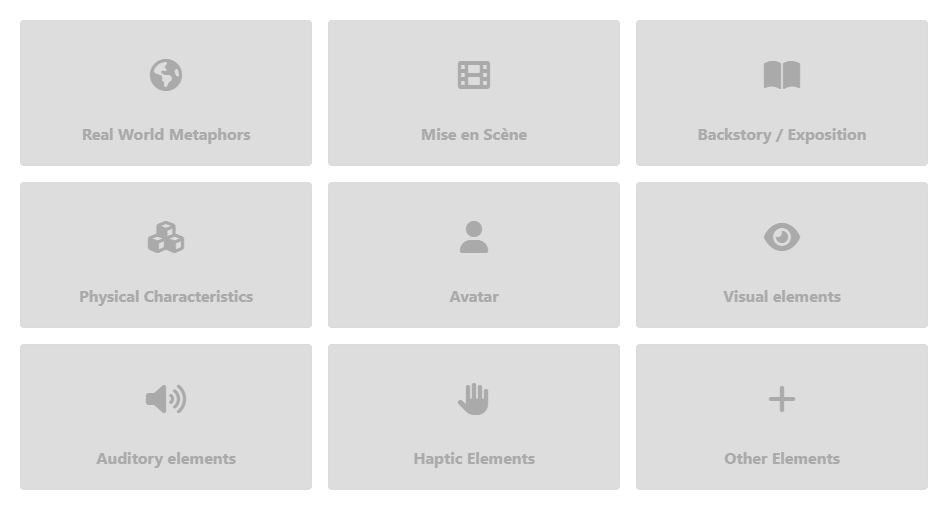 Real World Metaphors
Mise en Scène
Backstory / Exposition
Physical Characteristics
Avatar
Visual elements
Auditory elements
Haptic Elements
Other Elements